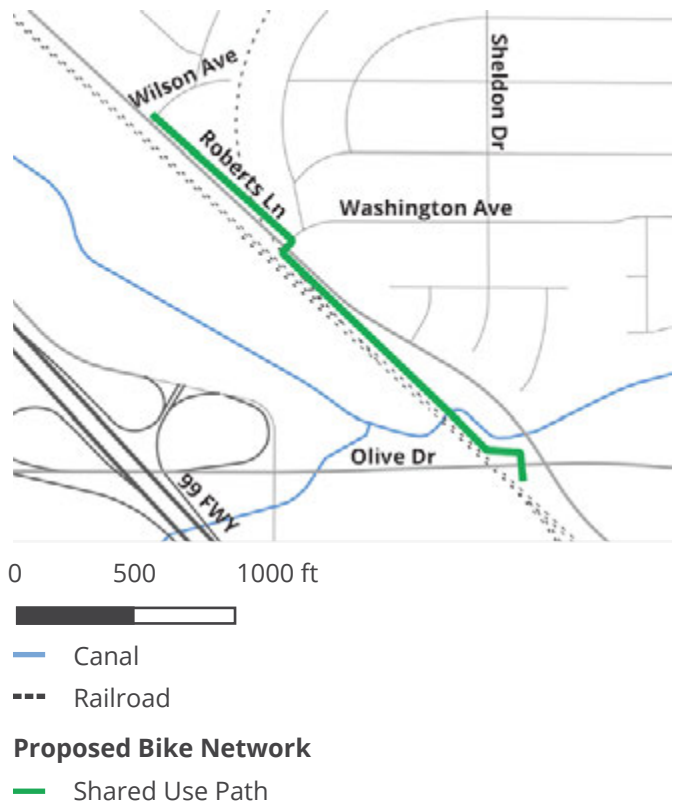 Wilson Ave
Sheldon Dr
Roberts Ln
Washington Ave
Olive Dr
99 FWY
0 500 1000 ft
Canal
Railroad
Proposed Bike Network
Shared Use Path